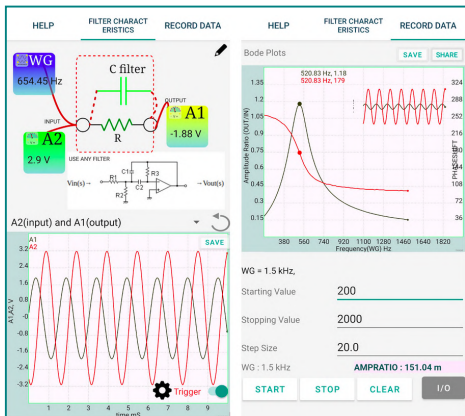 HELP
FILTER CHARACT
ERISTICS
RECORD DATA
WG
654.45 Hz
C filter
INPUT
OUTPUT
A1
-1.88 V
R
A2
2.9 V
USE ANY FILTER
Vin(s)→
R1
C1
R2
C2
R3
→Vout(s)
A2(input) and A1(output)
A1
A2
SAVE
3.2
2.4
1.6
0.8
-0
-0.8
-1.6
-2.4
-3.2
A1,A2, V
Trigger
1 2 3 4 5 6 7 8 9
time mS
HELP
FILTER CHARACT
ERISTICS
RECORD DATA
Bode Plots
SAVE
SHARE
520.83 Hz, 1.18
520.83 Hz, 179
1.35
1.2
1.05
0.9
0.75
0.6
0.45
0.3
0.15
Amplitude Ratio (OUT/IN)
324
288
252
216
180
144
108
72
36
PHASESHIFT
380 560 740 920 1100 1280 1460 1640 1820
Frequency(WG) Hz
WG = 1.5 kHz,
Starting Value
200
Stopping Value
2000
Step Size
20.0
WG : 1.5 kHz
AMPRATIO : 151.04 m
START
STOP
CLEAR
I/O